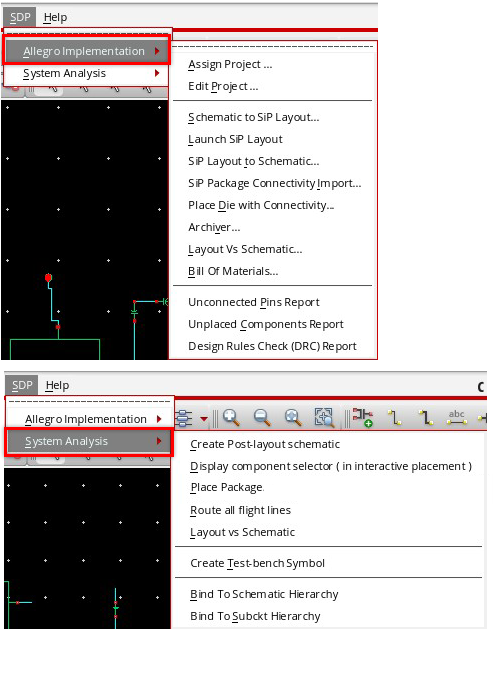 SDP Help
Allegro Implementation
System Analysis
Assign Project ...
Edit Project ...
Schematic to SiP Layout...
Launch SiP Layout
SiP Layout to Schematic...
SiP Package Connectivity Import...
Place Die with Connectivity...
Archiver...
Layout Vs Schematic...
Bill Of Materials...
Unconnected Pins Report
Unplaced Components Report
Design Rules Check (DRC) Report
SDP Help C
Allegro Implementation
abc
System Analysis
Create Post-layout schematic
Display component selector ( in interactive placement )
Place Package.
Route all flight lines
Layout vs Schematic
Create Test-bench Symbol
Bind To Schematic Hierarchy
Bind To Subckt Hierarchy